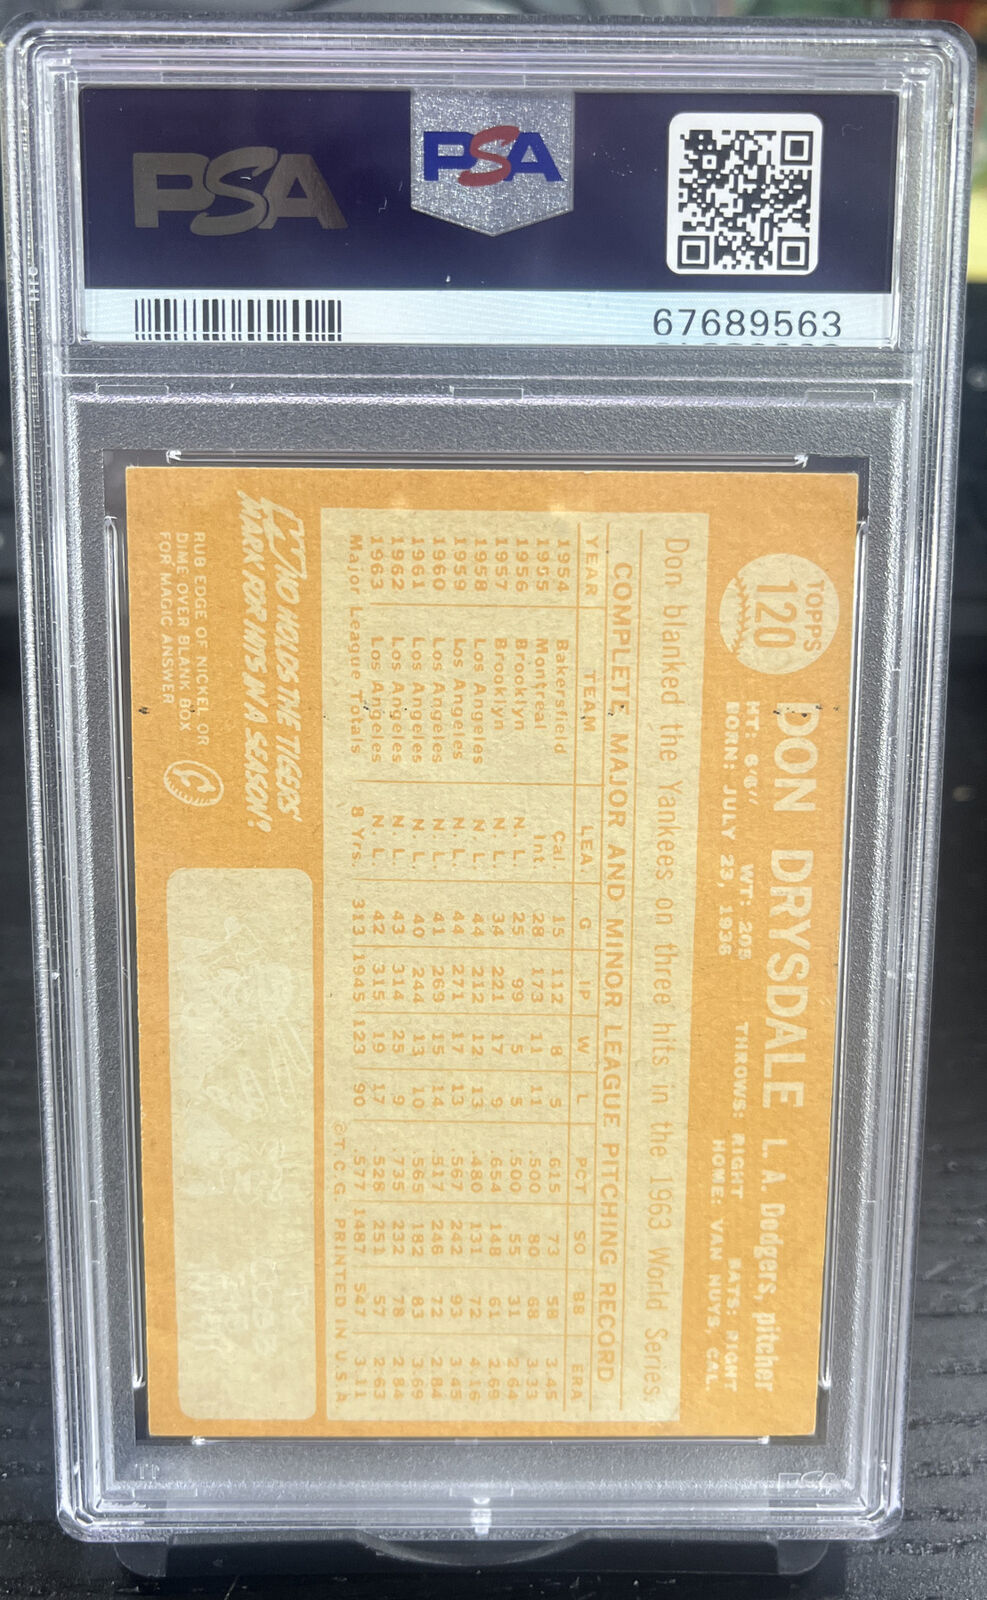 PSA
PSA
67689563
TOPPS
120
DON DRYSDALE L. A. Dodgers, pitcher
HT: 6'6" WT: 205 THROWS: RIGHT BATS: RIGHT
BORN: JULY 23, 1936 HOME: VAN NUYS, CAL.
Don blanked the Yankees on three hits in the 1963 World Series.
COMPLETE MAJOR AND MINOR LEAGUE PITCHING RECORD
YEAR TEAM LEA. G IP W L PCT SO BB ERA
1954 Bakersfield Cal. 15 112 8 5 .615 73 58 3.45
1955 Montreal Int. 28 173 11 11 .500 80 68 3.33
1956 Brooklyn N. L. 25 99 5 5 .500 55 31 2.64
1957 Brooklyn N. L. 34 221 17 9 .654 148 61 2.69
1958 Los Angeles N. L. 44 212 12 13 .480 131 72 4.16
1959 Los Angeles N. L. 44 271 17 13 .567 242 93 3.45
1960 Los Angeles N. L. 41 269 15 14 .517 246 72 2.84
1961 Los Angeles N. L. 40 244 13 10 .565 182 83 3.69
1962 Los Angeles N. L. 43 314 25 9 .735 232 78 2.84
1963 Los Angeles N. L. 42 315 19 17 .528 251 57 2.63
Major League Totals 8 Yrs. 313 1945 123 90 .577 1487 547 3.11
©T.C.G. PRINTED IN U.S.A.
WHO HOLDS THE TIGERS'
MARK FOR HITS IN A SEASON?
RUB EDGE OF NICKEL OR
DIME OVER BLANK BOX
FOR MAGIC ANSWER
PSA